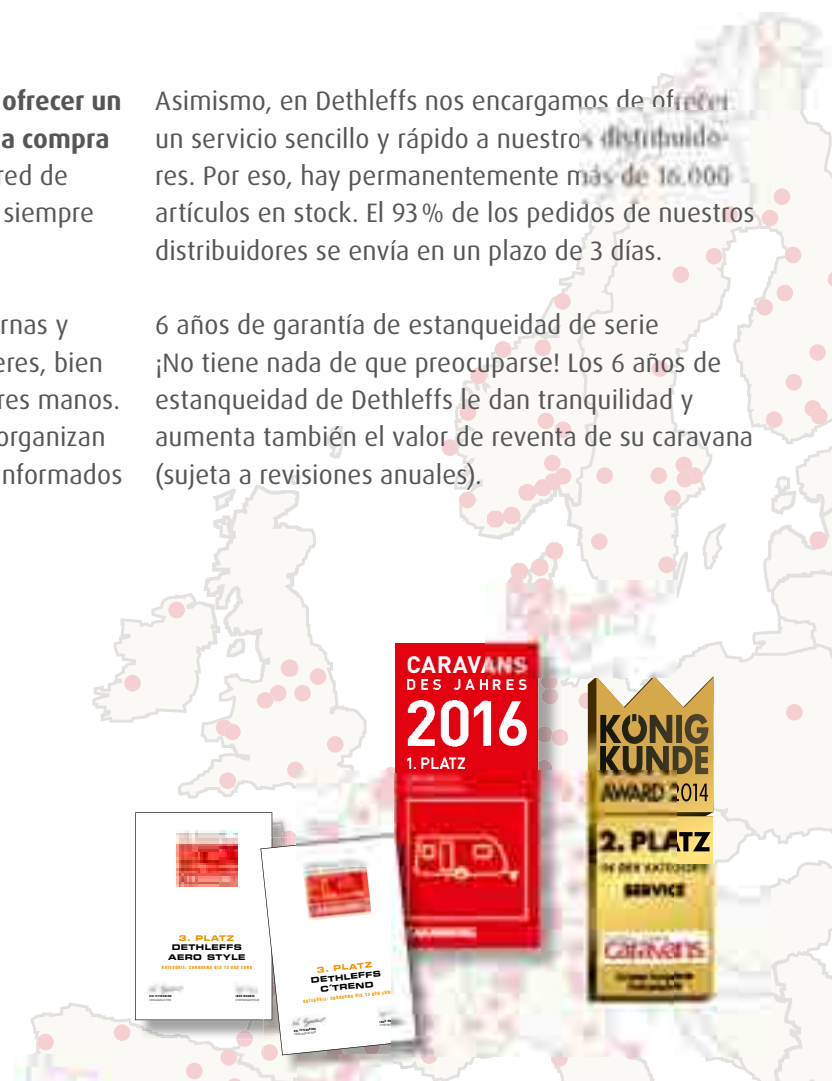 ofrecer un
a compra
red de
siempre
rnas y
eres, bien
res manos.
organizan
nformados
Asimismo, en Dethleffs nos encargamos de ofrecer
un servicio sencillo y rápido a nuestros distribuido-
res. Por eso, hay permanentemente más de 16.000
artículos en stock. El 93 % de los pedidos de nuestros
distribuidores se envía en un plazo de 3 días.
6 años de garantía de estanqueidad de serie
¡No tiene nada de que preocuparse! Los 6 años de
estanqueidad de Dethleffs le dan tranquilidad y
aumenta también el valor de reventa de su caravana
(sujeta a revisiones anuales).
CARAVANS
DES JAHRES
2016
1. PLATZ
KÖNIG
KUNDE
AWARD 2014
2. PLATZ
IN DER KATEGORIE
SERVICE
caravans
3. PLATZ
DETHLEFFS
AERO STYLE
3. PLATZ
DETHLEFFS
C'TREND